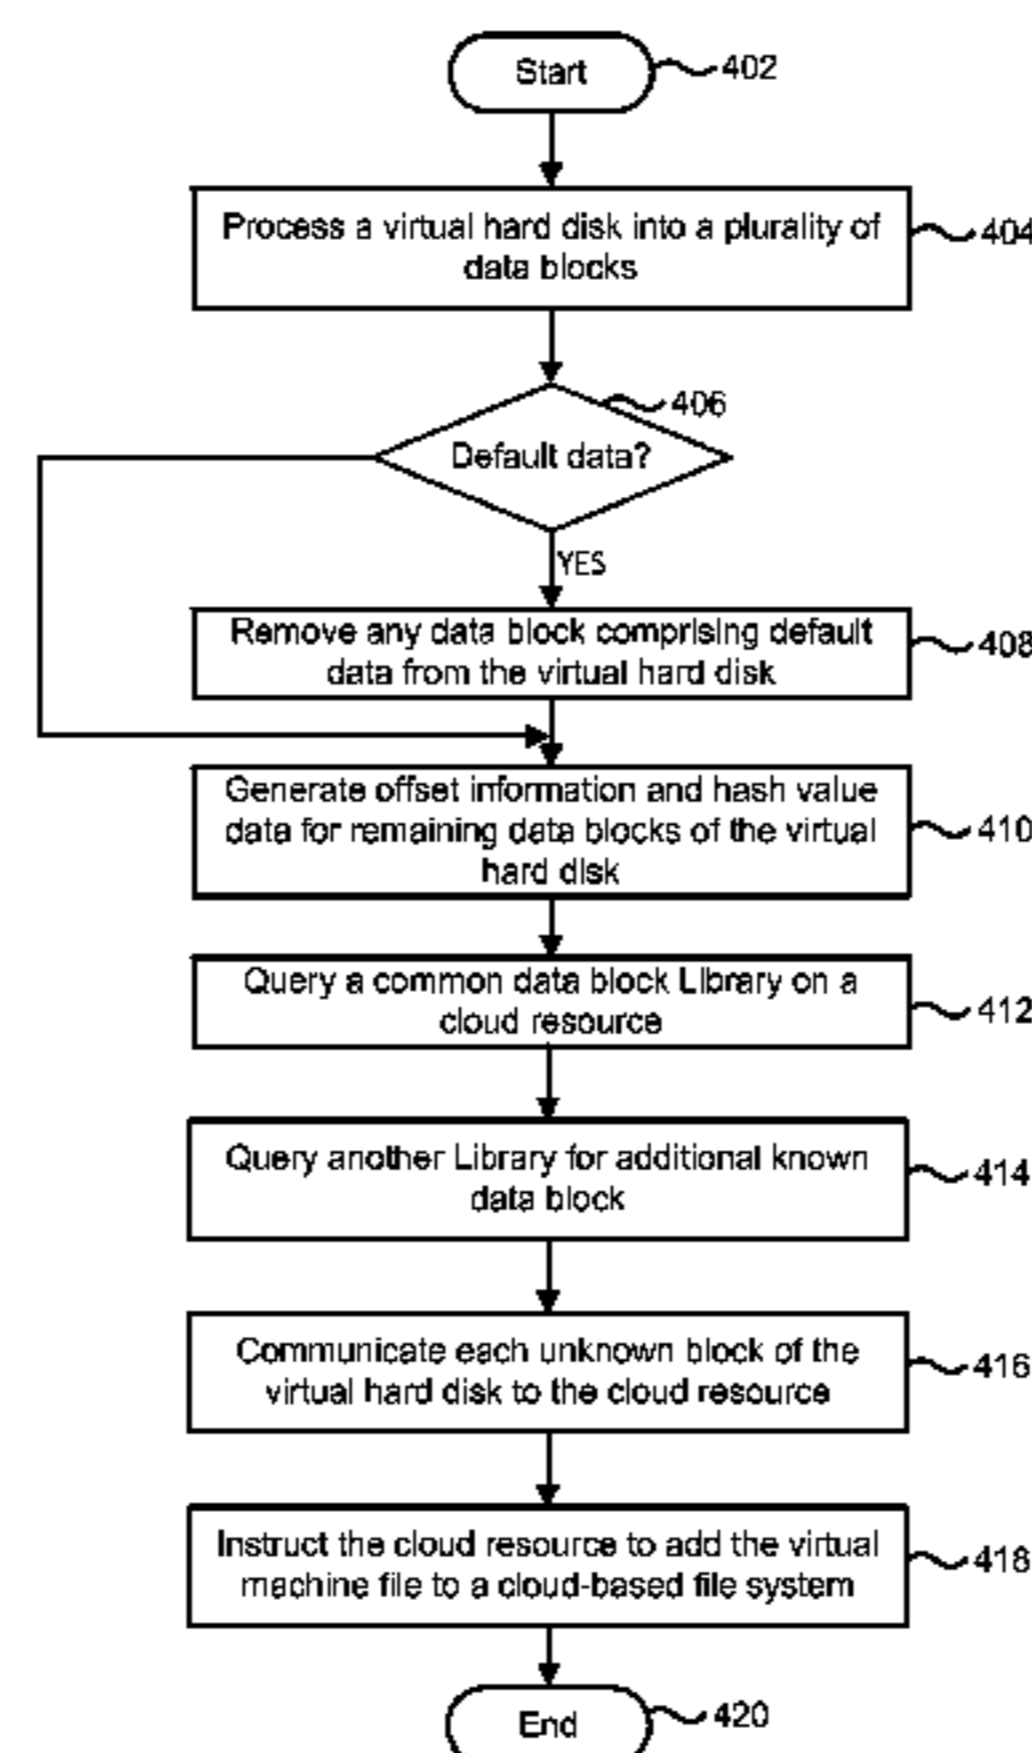 Start
402
Process a virtual hard disk into a plurality of
data blocks
404
406
Default data?
YES
Remove any data block comprising default
data from the virtual hard disk
408
Generate offset information and hash value
data for remaining data blocks of the virtual
hard disk
410
Query a common data block Library on a
cloud resource
412
Query another Library for additional known
data block
414
Communicate each unknown block of the
virtual hard disk to the cloud resource
416
Instruct the cloud resource to add the virtual
machine file to a cloud-based file system
418
End
420